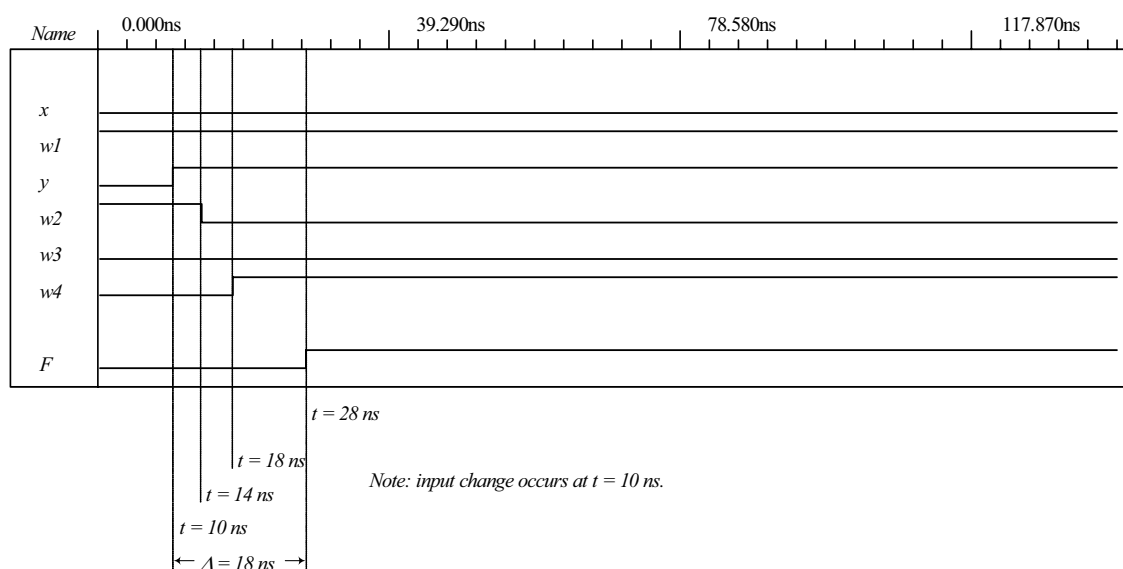 Name 0.000ns 39.290ns 78.580ns 117.870ns
x
w1
y
w2
w3
w4
F
t = 28 ns
t = 18 ns
Note: input change occurs at t = 10 ns.
t = 14 ns
t = 10 ns
Δ = 18 ns